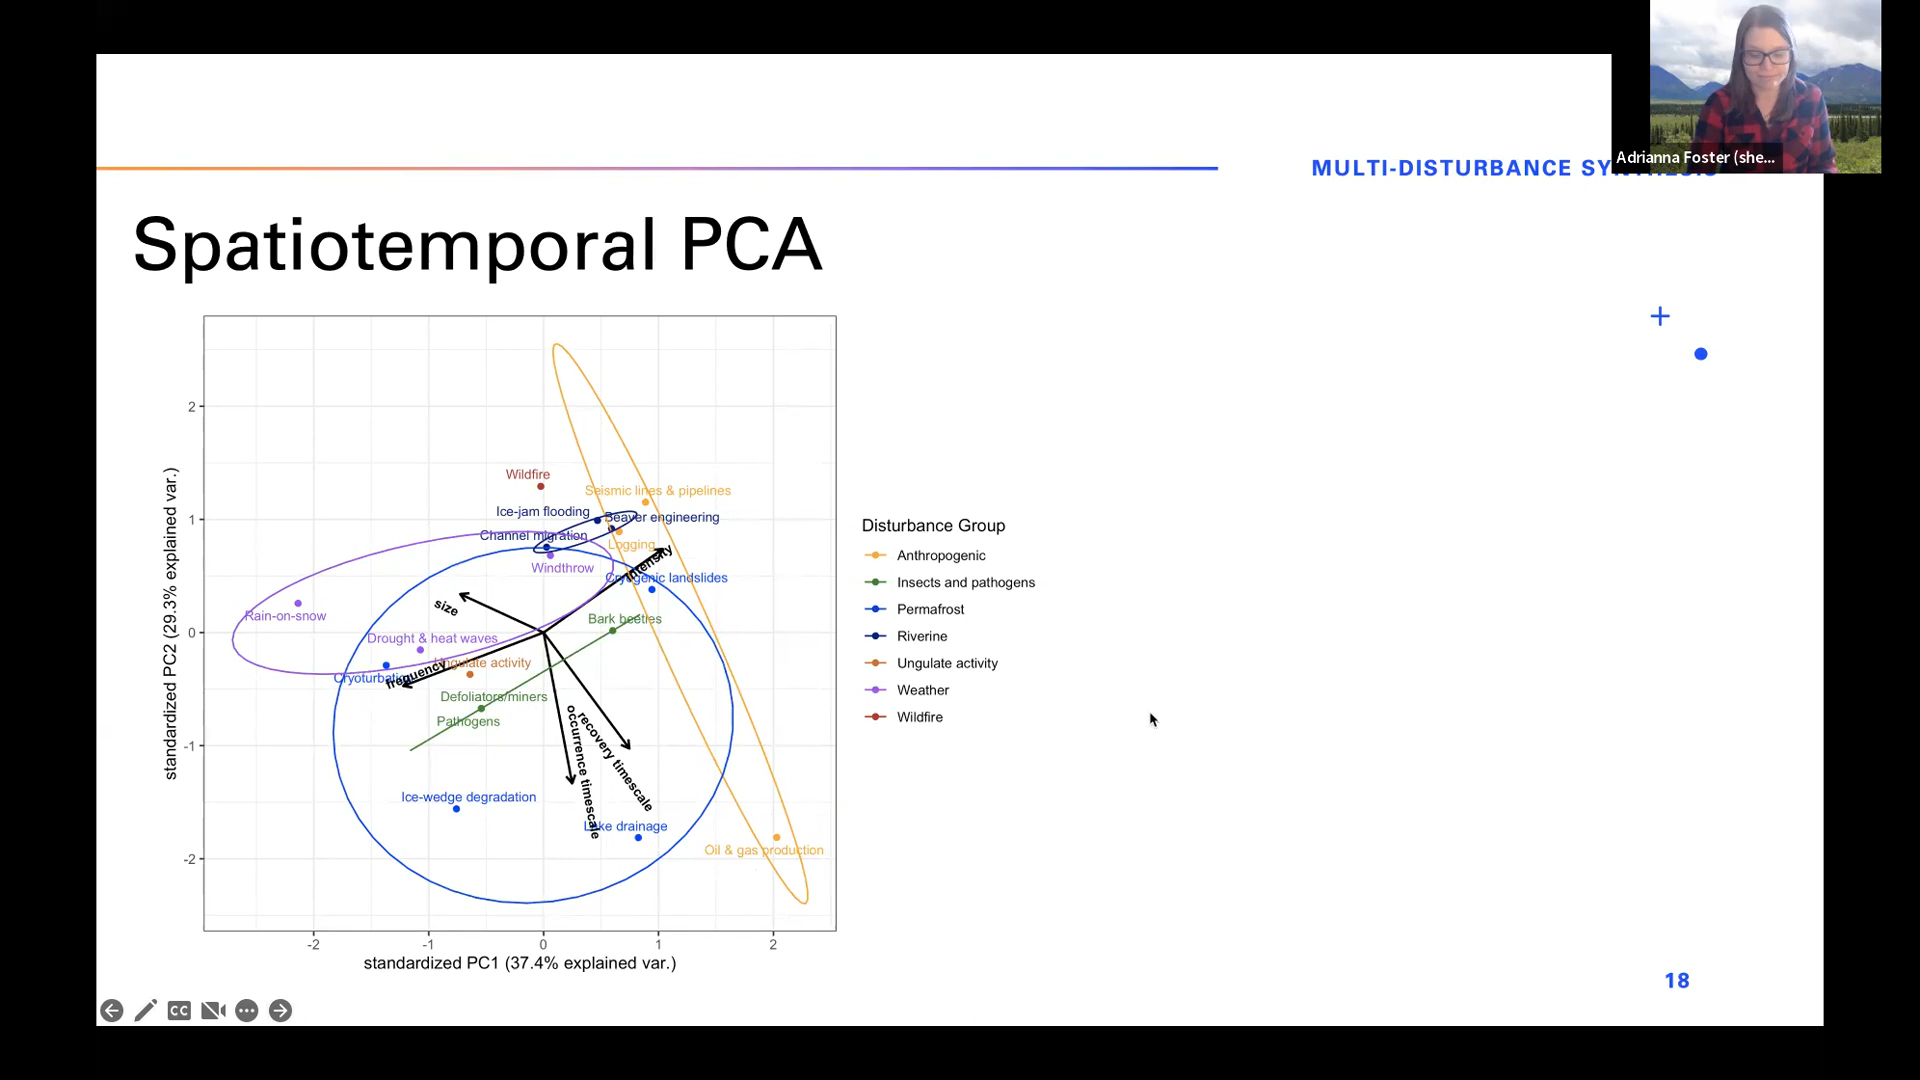 Adrianna Foster (she...
MULTI-DISTURBANCE SYNTHESIS
Spatiotemporal PCA
standardized PC2 (29.3% explained var.)
2
1
0
-1
-2
Wildfire
Seismic lines & pipelines
Ice-jam flooding
Beaver engineering
Channel migration
Logging
intensity
Windthrow
Cryogenic landslides
size
Rain-on-snow
Bark beetles
Drought & heat waves
Ungulate activity
Cryoturbation
frequency
Defoliators/miners
Pathogens
recovery timescale
occurrence timescale
Ice-wedge degradation
Lake drainage
Oil & gas production
-2
-1
0
1
2
standardized PC1 (37.4% explained var.)
Disturbance Group
Anthropogenic
Insects and pathogens
Permafrost
Riverine
Ungulate activity
Weather
Wildfire
18
CC